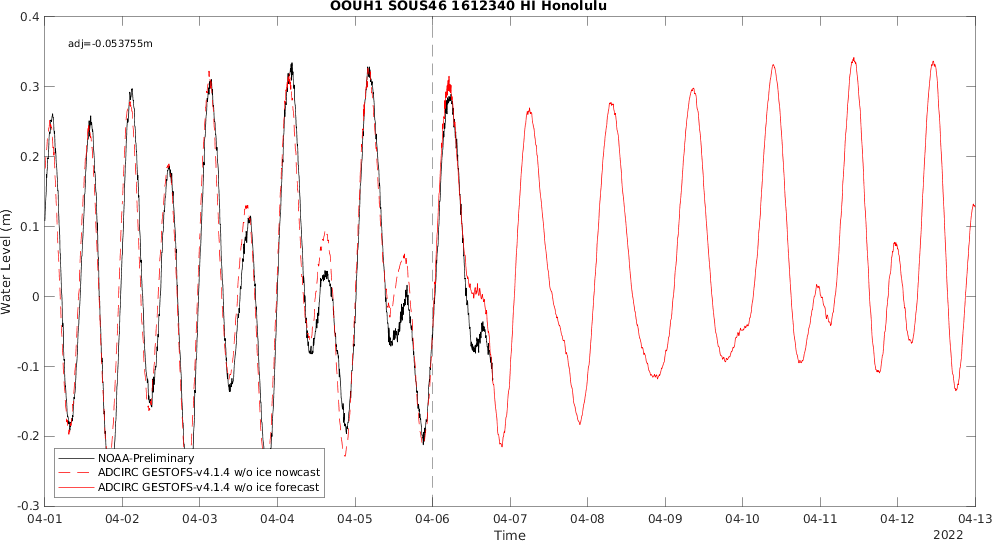 OOUH1 SOUS46 1612340 HI Honolulu
adj=-0.053755m
Water Level (m)
0.4
0.3
0.2
0.1
0
-0.1
-0.2
-0.3
NOAA-Preliminary
ADCIRC GESTOFS-v4.1.4 w/o ice nowcast
ADCIRC GESTOFS-v4.1.4 w/o ice forecast
04-01 04-02 04-03 04-04 04-05 04-06 04-07 04-08 04-09 04-10 04-11 04-12 04-13
Time
2022